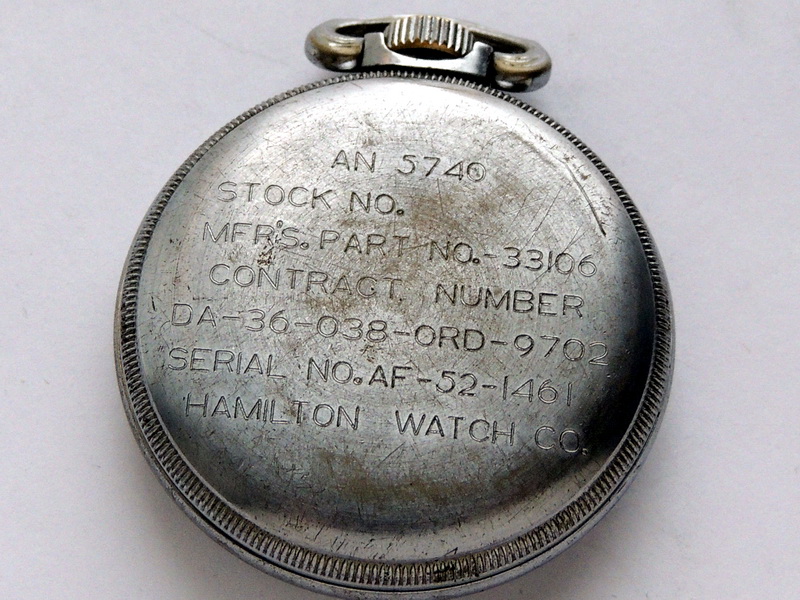 AN 5740
STOCK NO.
MFR'S. PART NO.-33106
CONTRACT NUMBER
DA-36-038-ORD-9702
SERIAL NO. AF-52-1461
HAMILTON WATCH CO.